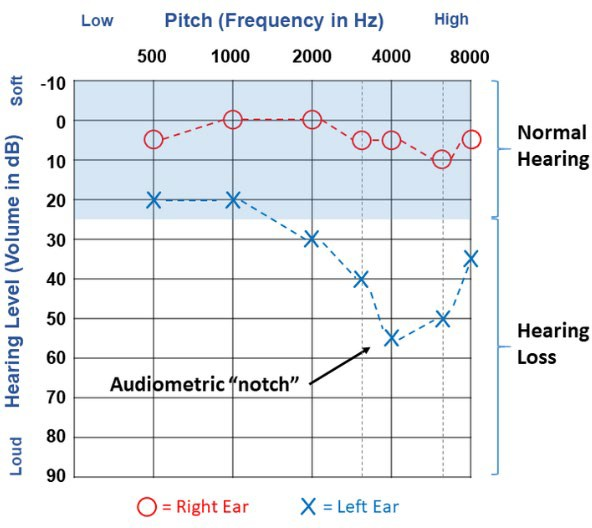 Low Pitch (Frequency in Hz) High
500 1000 2000 4000 8000
Soft
Hearing Level (Volume in dB)
Loud
-10
0
10
20
30
40
50
60
70
80
90
Normal
Hearing
Hearing
Loss
Audiometric “notch”
= Right Ear = Left Ear